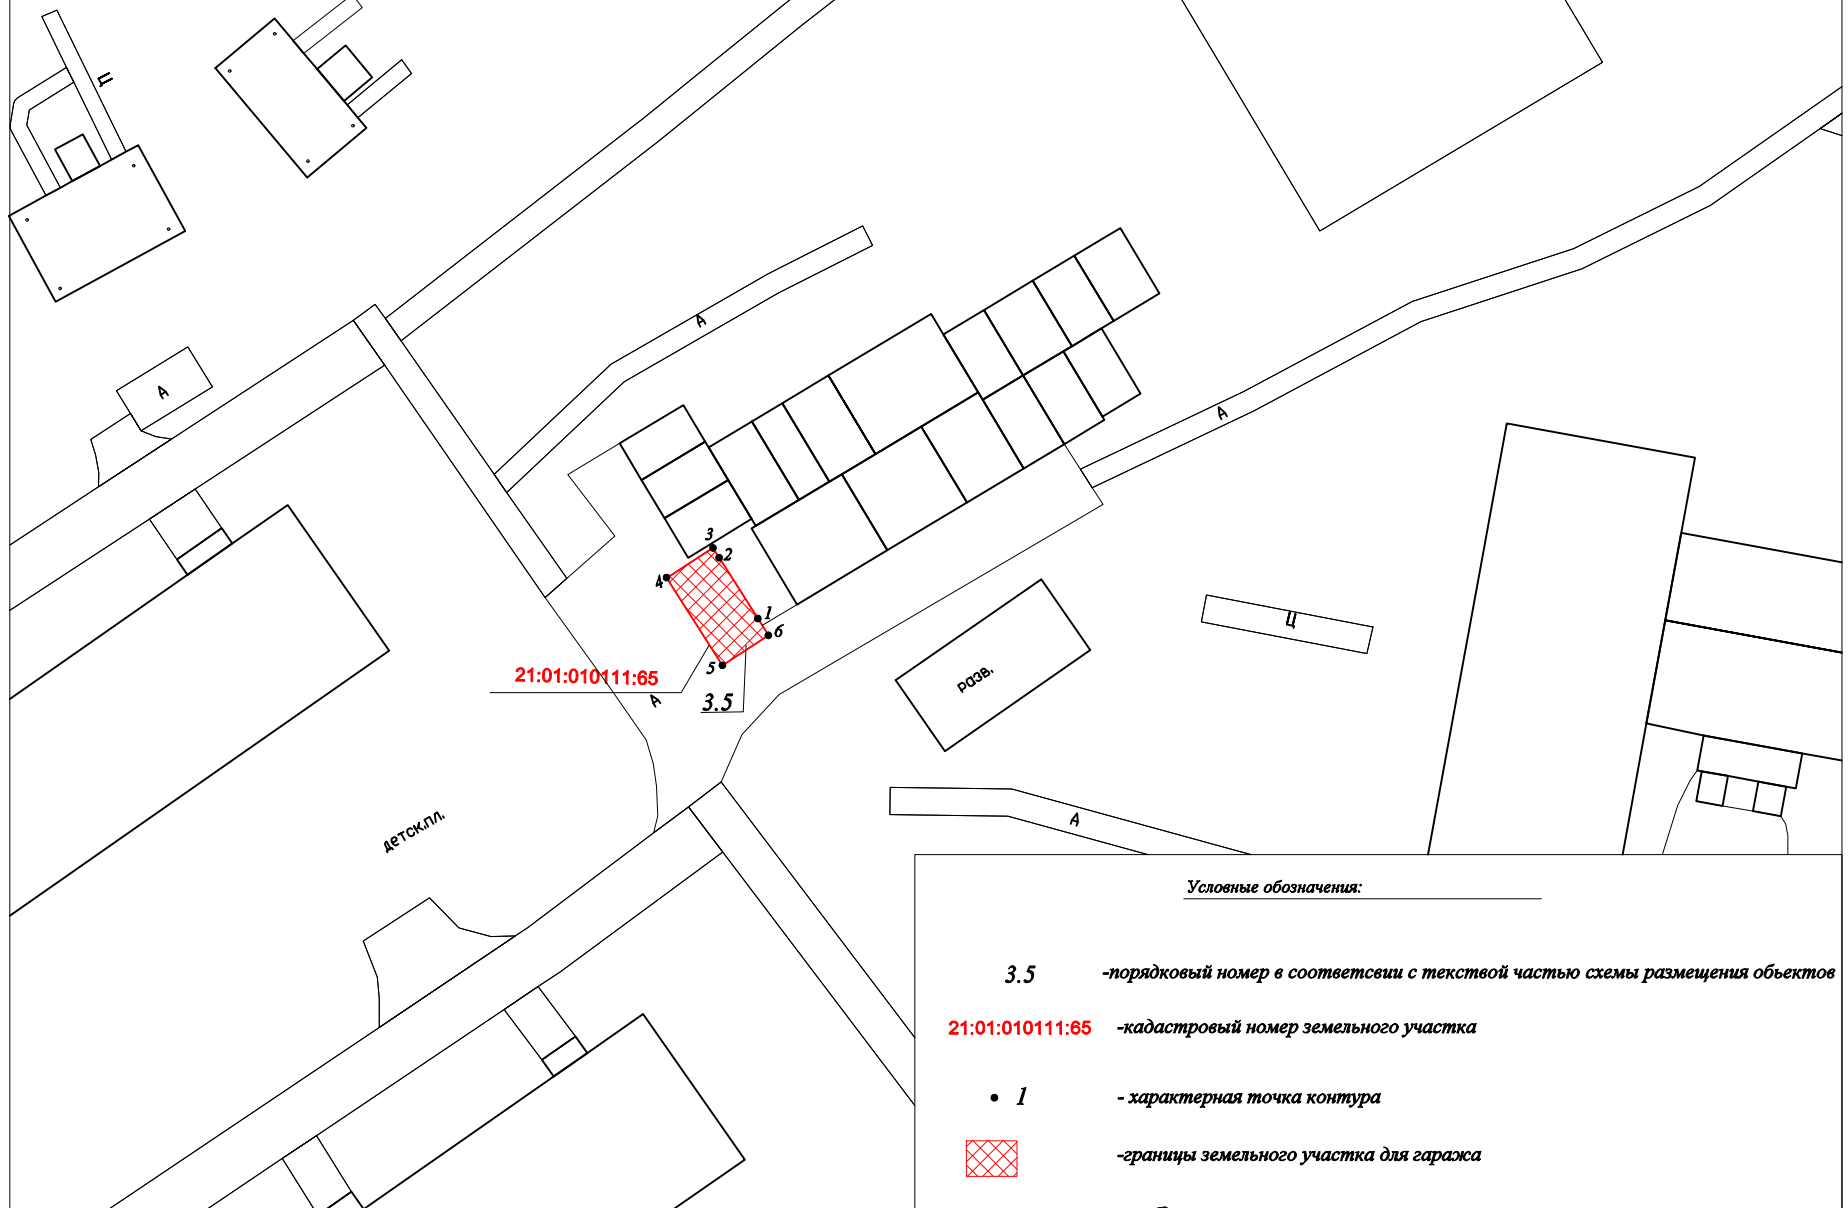 Ц
А
А
А
3
2
4
1
6
5
21:01:010111:65
А
3.5
разв.
Ц
А
детск.пл.
Условные обозначения:
3.5 -порядковый номер в соответсвии с текствой частью схемы размещения обьектов
21:01:010111:65 -кадастровый номер земельного участка
1 - характерная точка контура
-границы земельного участка для гаража